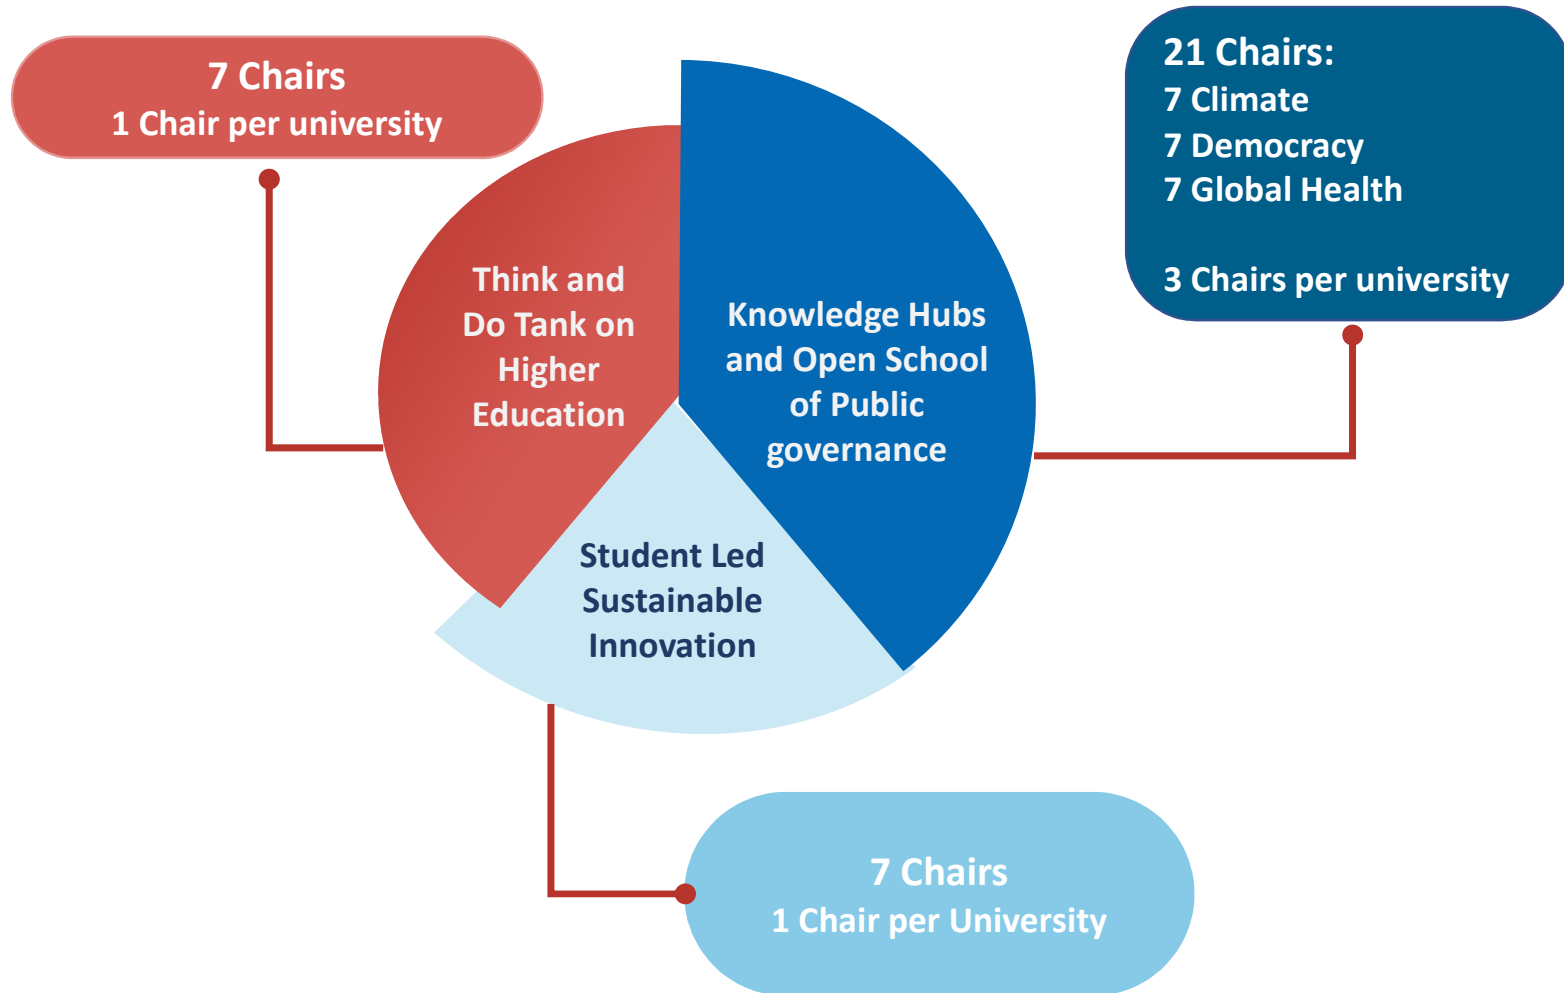 7 Chairs
1 Chair per university
21 Chairs:
7 Climate
7 Democracy
7 Global Health
3 Chairs per university
Think and
Do Tank on
Higher
Education
Knowledge Hubs
and Open School
of Public
governance
Student Led
Sustainable
Innovation
7 Chairs
1 Chair per University